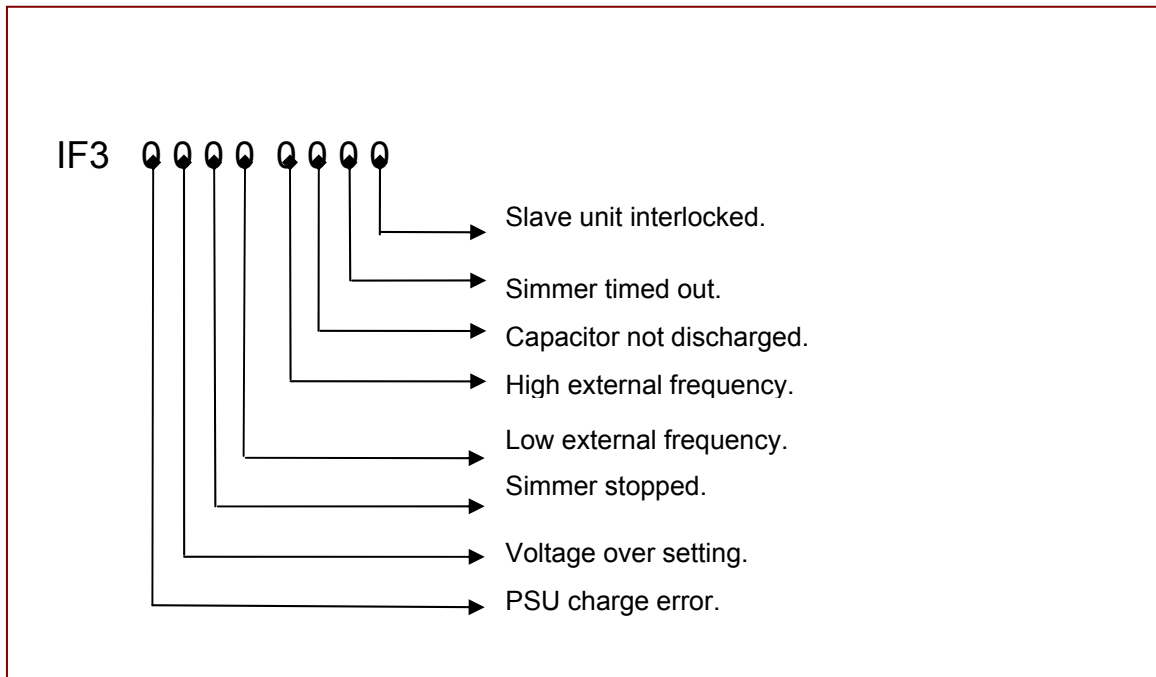 IF3 0 0 0 0 0 0 0 0
Slave unit interlocked.
Simmer timed out.
Capacitor not discharged.
High external frequency.
Low external frequency.
Simmer stopped.
Voltage over setting.
PSU charge error.